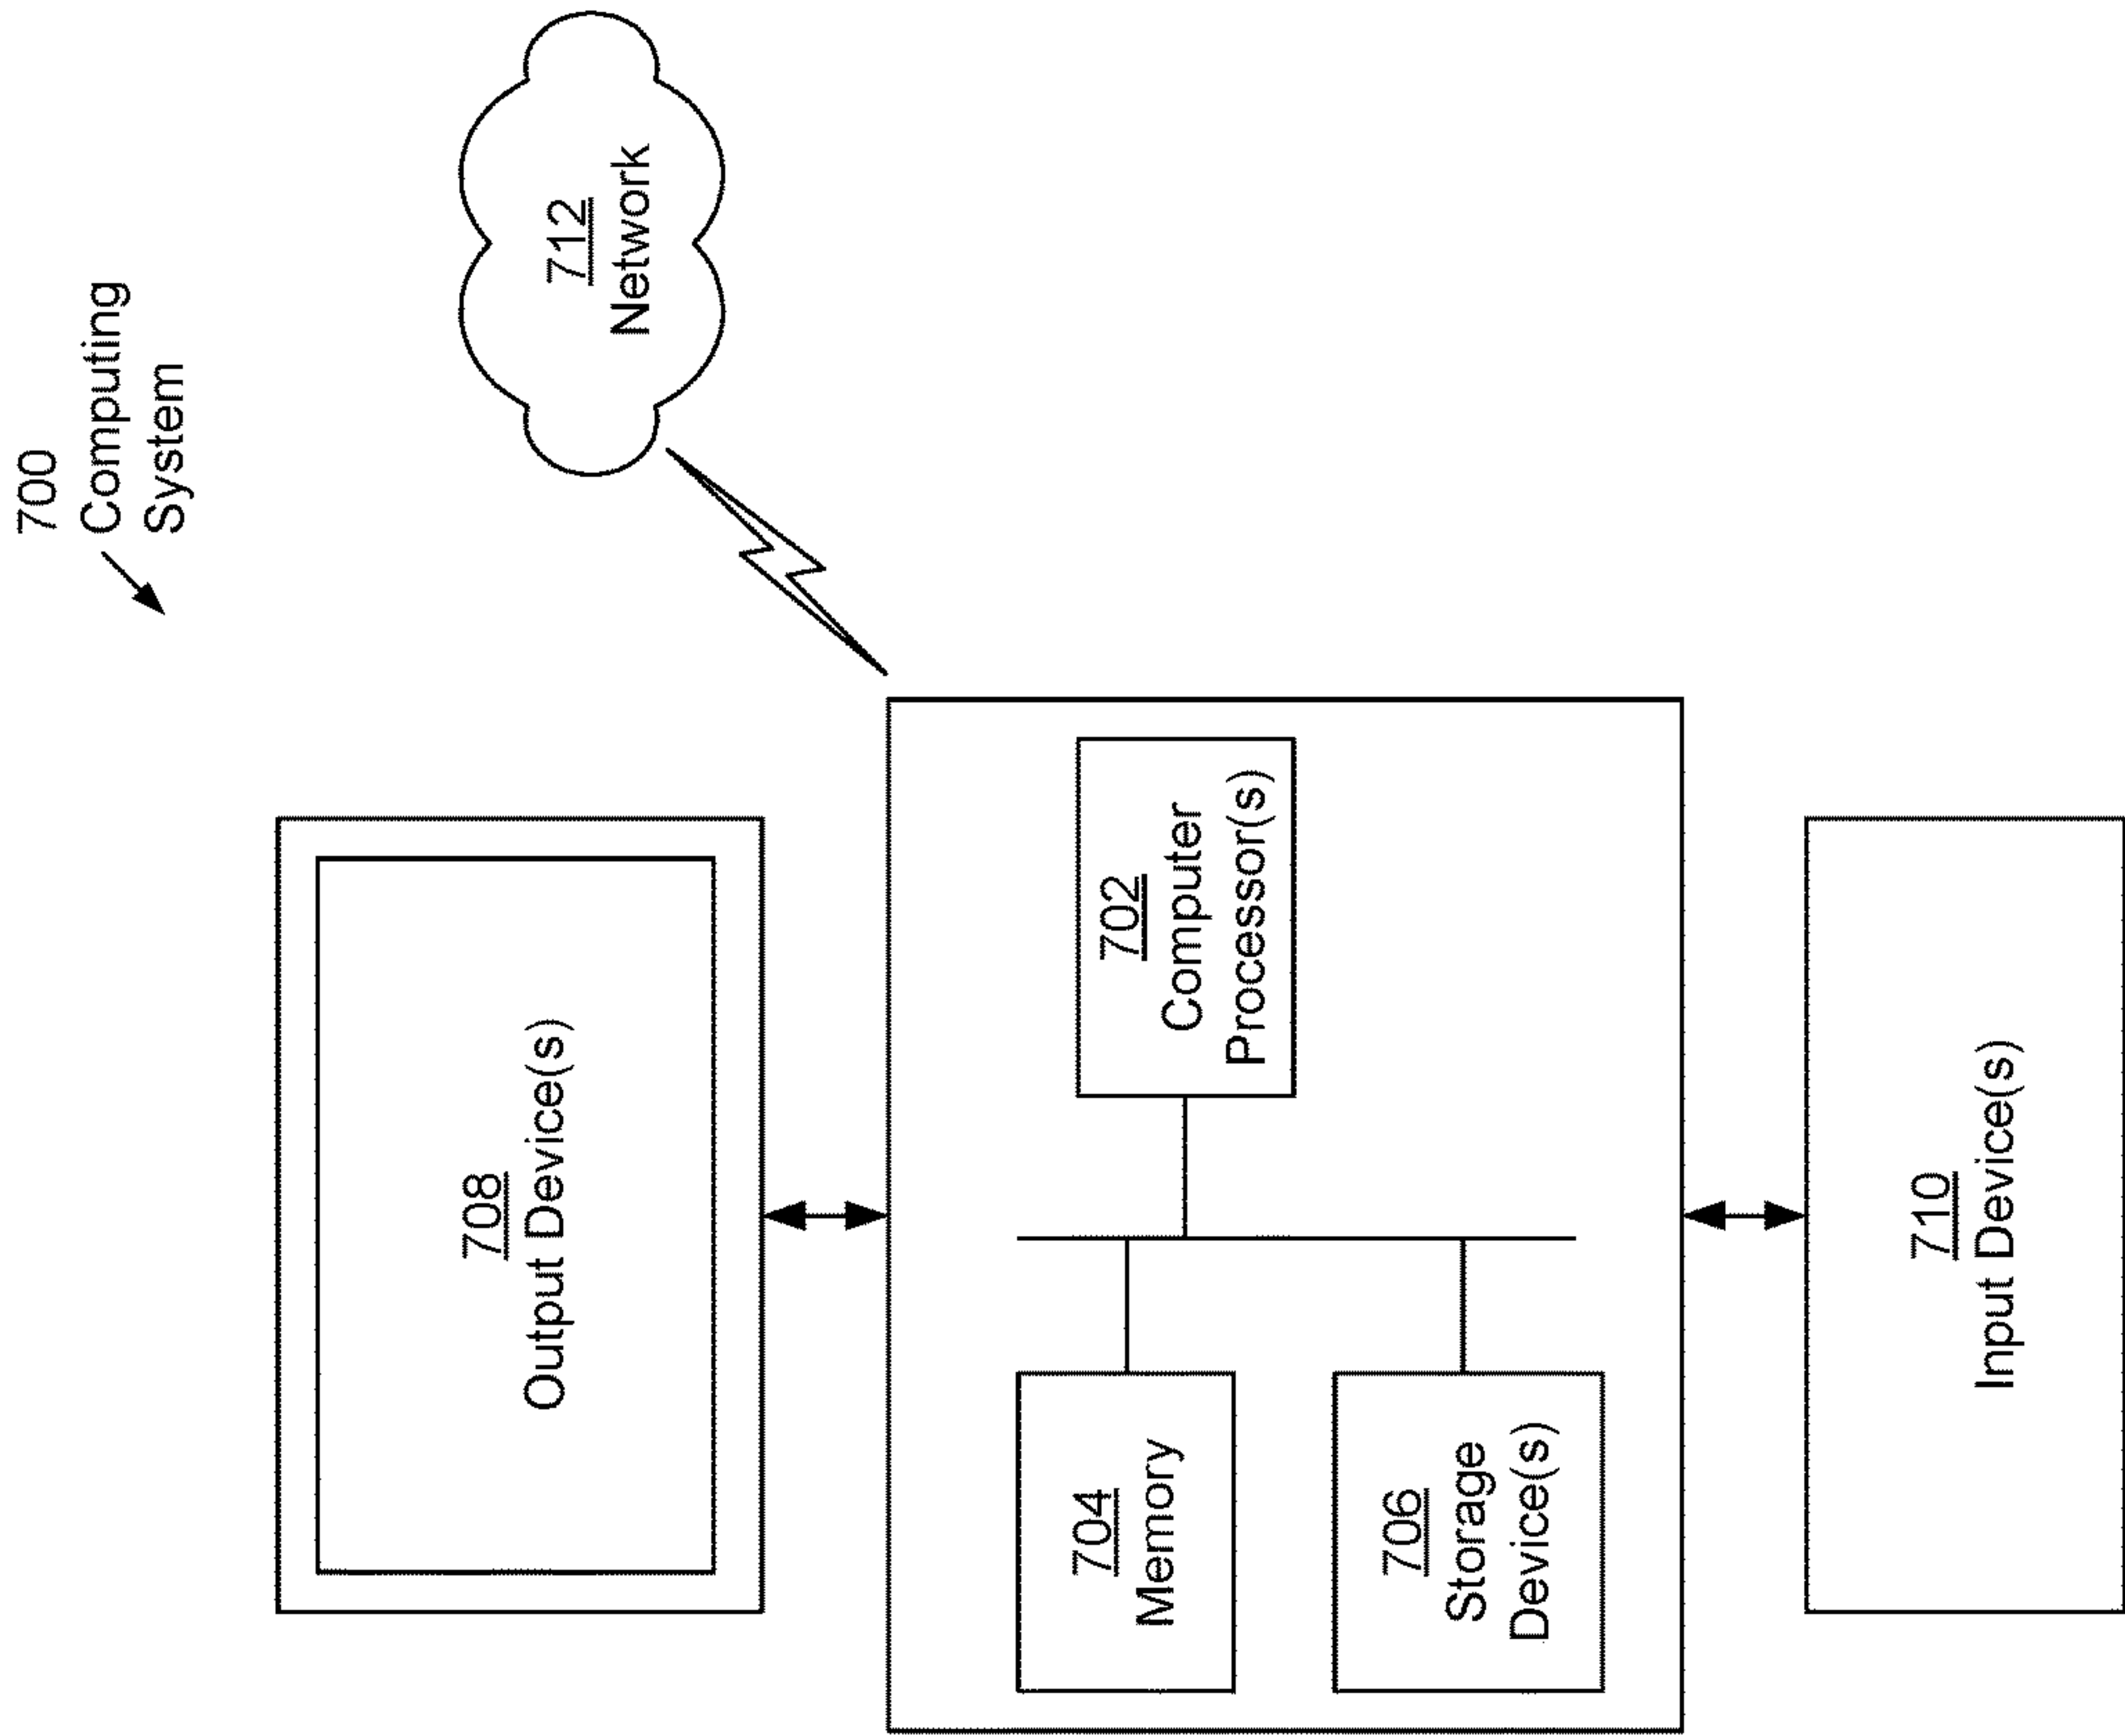 700
Computing
System
712
Network
708
Output Device(s)
702
Computer
Processor(s)
704
Memory
706
Storage
Device(s)
710
Input Device(s)